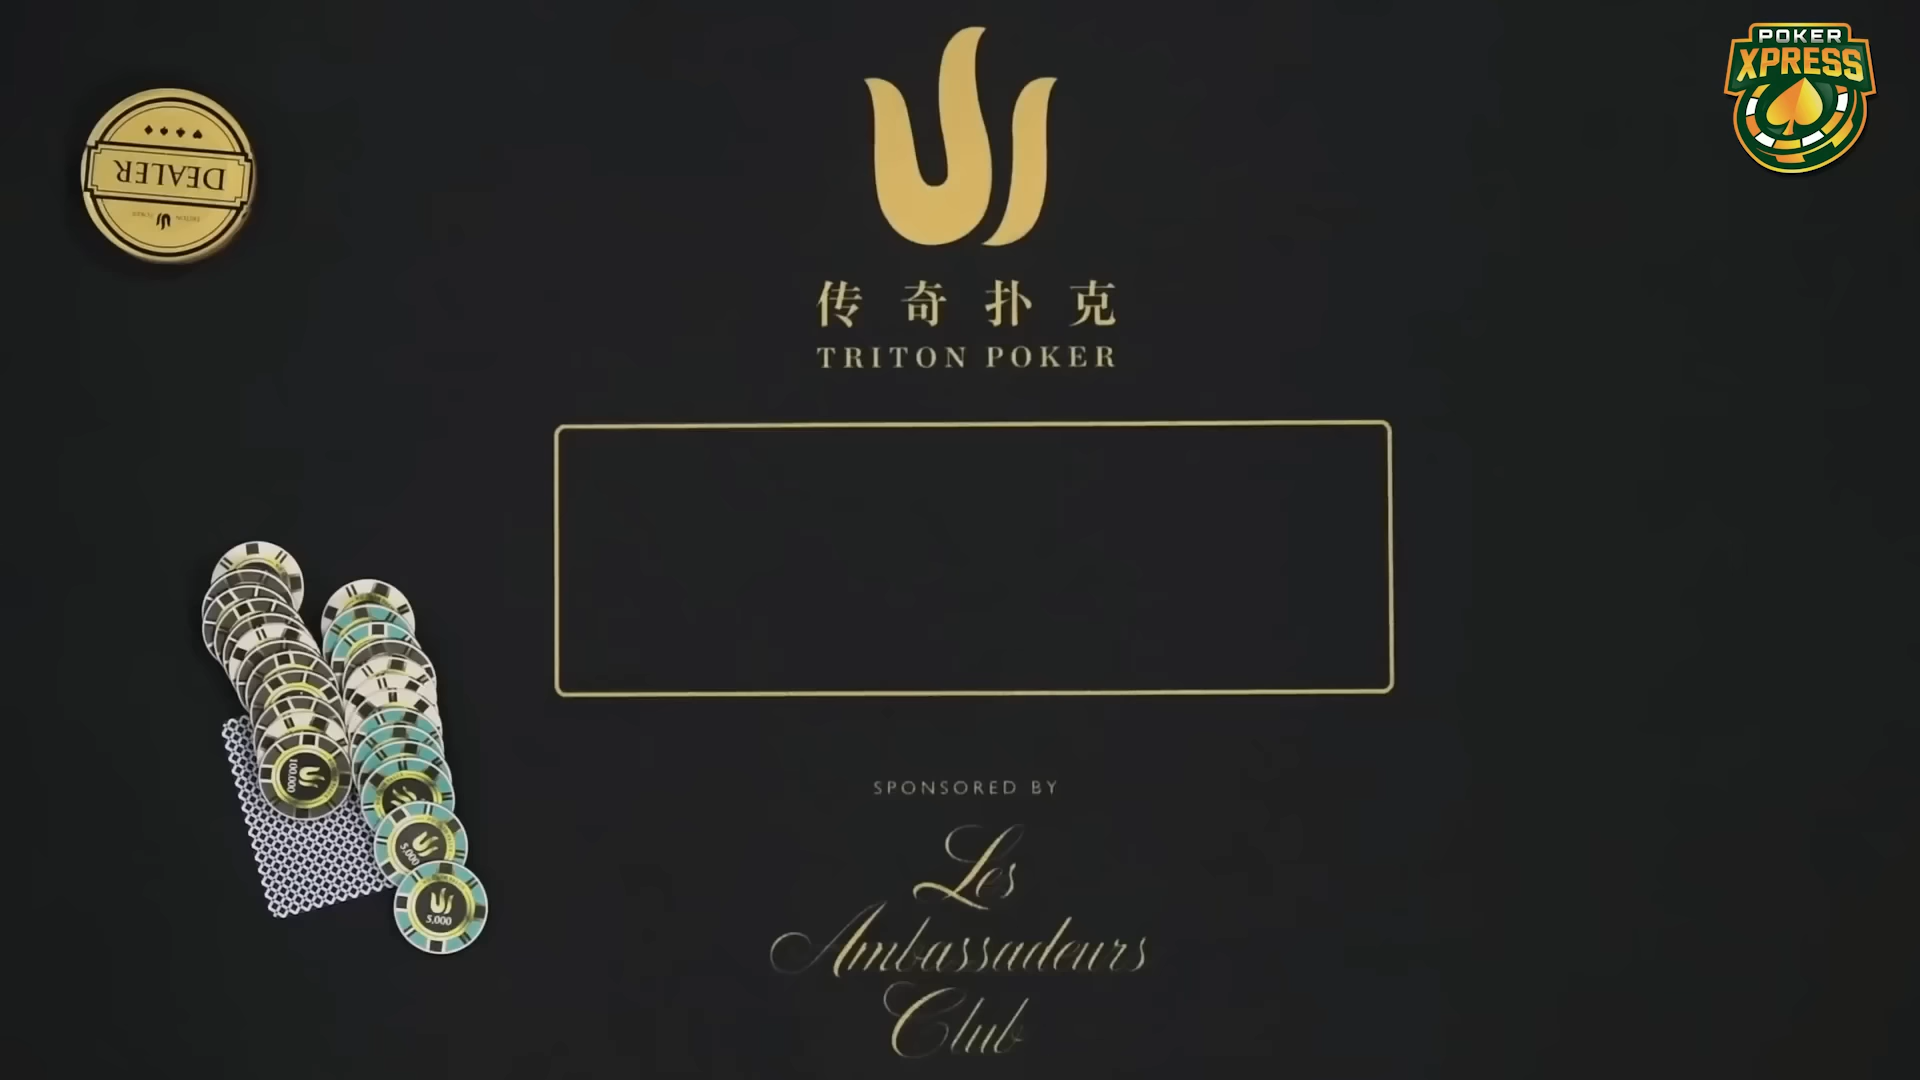 POKER
XPRESS
DEALER
传奇扑克
TRITON POKER
SPONSORED BY
Les
Ambassadeurs
Club
100,000
5,000
5,000